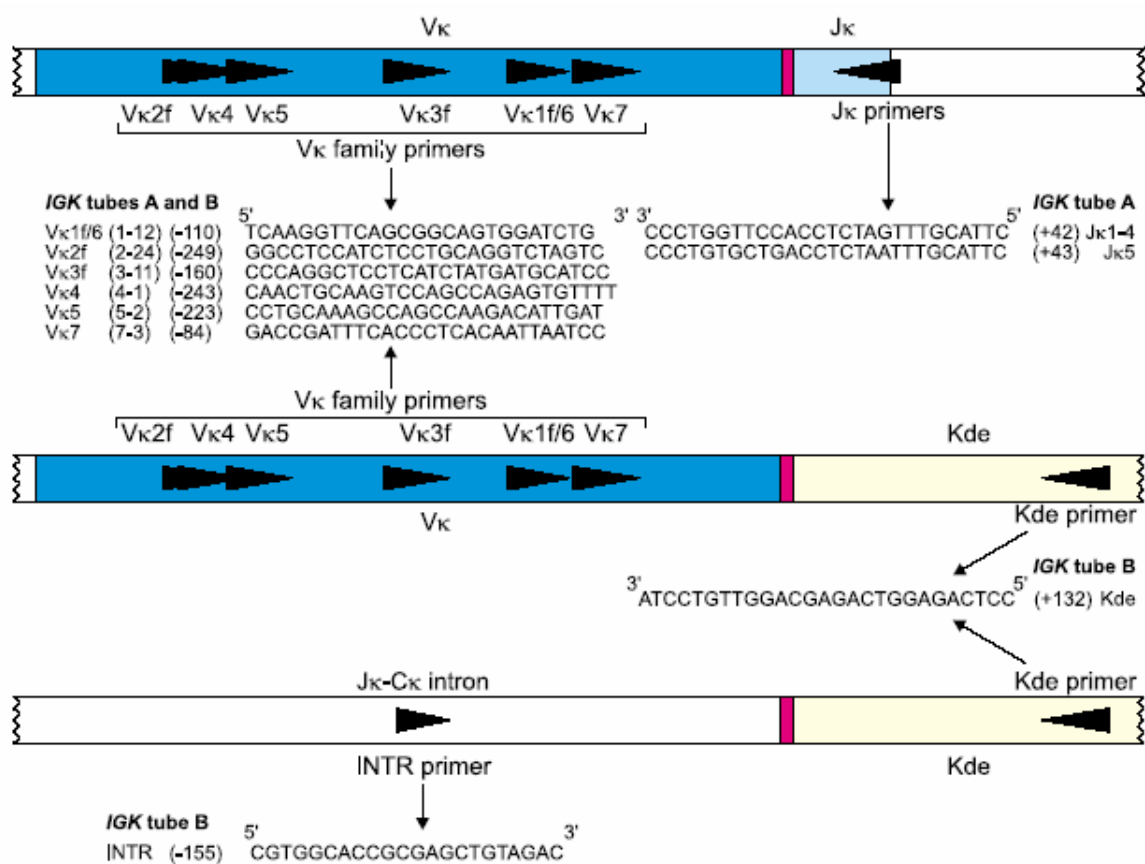 Vκ Jκ
Vκ2f Vκ4 Vκ5 Vκ3f Vκ1f/6 Vκ7 Jκ primers
Vκ family primers
IGK tubes A and B IGK tube A
5' 3' 3' 5'
Vκ1f/6 (1-12) (-110) TCAAGGTTCAGCGGCAGTGGATCTG CCCTGGTTCCACCTCTAGTTTGCATTC (+42) Jκ1-4
Vκ2f (2-24) (-249) GGCCTCCATCTCCTGCAGGTCTAGTC CCCTGTGCTGACCTCTAATTTGCATTC (+43) Jκ5
Vκ3f (3-11) (-160) CCCAGGCTCCTCATCTATGATGCATCC
Vκ4 (4-1) (-243) CAACTGCAAGTCCAGCCAGAGTGTTTT
Vκ5 (5-2) (-223) CCTGCAAAGCCAGCCAAGACATTGAT
Vκ7 (7-3) (-84) GACCGATTTCACCCTCACAATTAATCC
Vκ family primers
Vκ2f Vκ4 Vκ5 Vκ3f Vκ1f/6 Vκ7 Kde
Vκ Kde primer
IGK tube B
3' ATCCTGTTGGACGAGACTGGAGACTCC 5' (+132) Kde
Jκ-Cκ intron Kde primer
INTR primer Kde
IGK tube B
5' 3'
INTR (-155) CGTGGCACCGCGAGCTGTAGAC